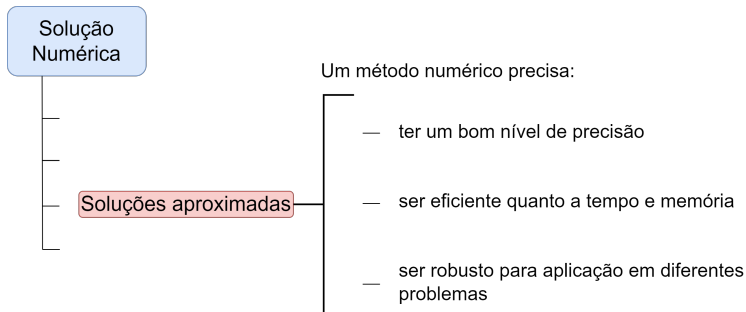 Solução
Numérica
Um método numérico precisa:
ter um bom nível de precisão
Soluções aproximadas
ser eficiente quanto a tempo e memória
ser robusto para aplicação em diferentes
problemas